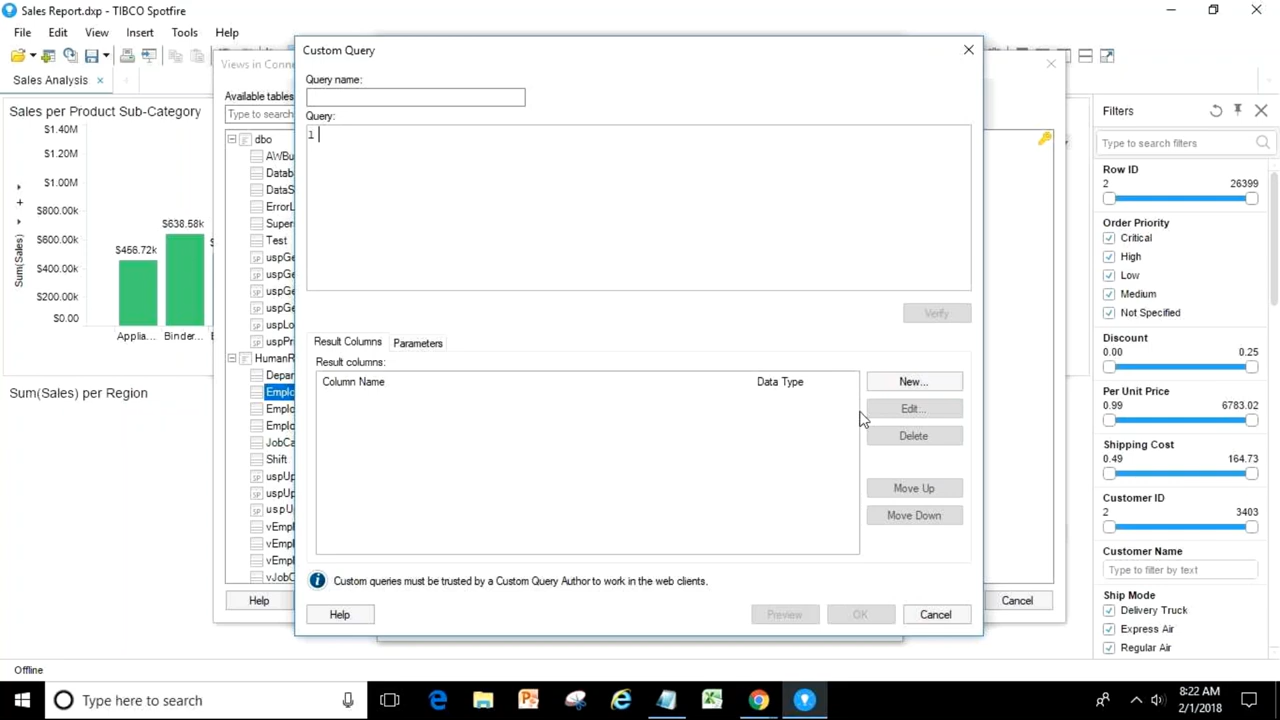 Sales Report.dxp - TIBCO Spotfire
File Edit View Insert Tools Help
Sales Analysis
Views in Conne
Custom Query
Query name:
Query:
1
Available tables
Type to search
dbo
AWBu
Datab
DataS
ErrorL
Super
Test
uspGe
uspGe
uspGe
uspGe
uspLo
uspPr
HumanR
Depar
Emplo
Emplo
Emplo
JobCa
Shift
uspUp
uspUp
uspU
vEmpl
vEmpl
vEmpl
vJobC
Help
Cancel
Verify
Result Columns Parameters
Result columns:
Column Name Data Type
New...
Edit...
Delete
Move Up
Move Down
Custom queries must be trusted by a Custom Query Author to work in the web clients.
Help Preview OK Cancel
Sales per Product Sub-Category
$1.40M
$1.20M
$1.00M
$800.00k
$600.00k
$400.00k
$200.00k
$0.00
Sum(Sales)
$466.72k
$638.58k
Applia... Binder...
Sum(Sales) per Region
Filters
Type to search filters
Row ID
2 26399
Order Priority
Critical
High
Low
Medium
Not Specified
Discount
0.00 0.25
Per Unit Price
0.99 6783.02
Shipping Cost
0.49 164.73
Customer ID
2 3403
Customer Name
Type to filter by text
Ship Mode
Delivery Truck
Express Air
Regular Air
Offline
Type here to search
8:22 AM
2/1/2018